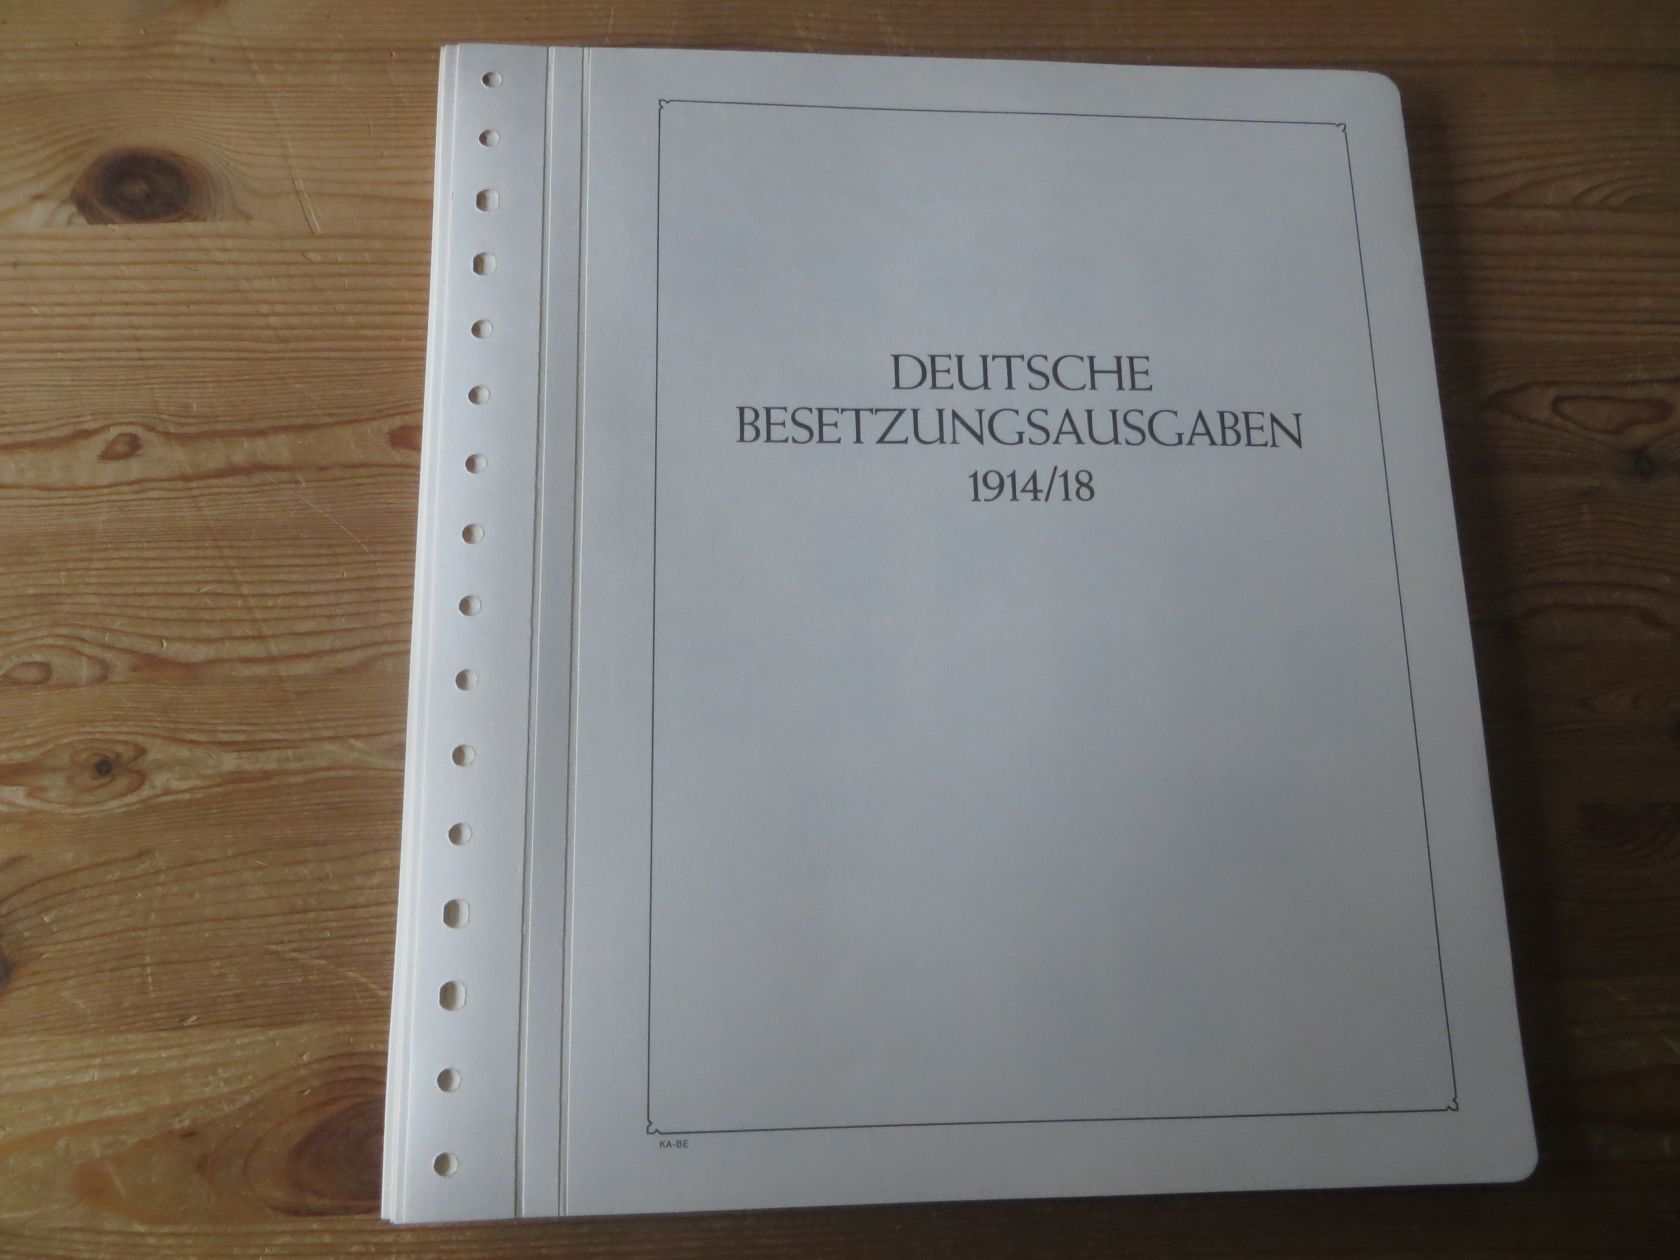 DEUTSCHE
BESETZUNGSAUSGABEN
1914/18
KA-BE